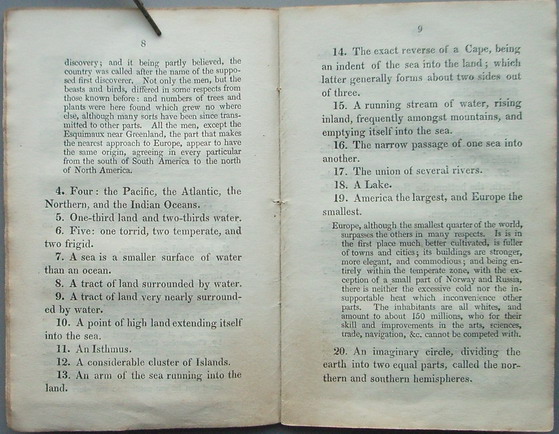 8
discovery; and it being partly believed, the
country was called after the name of the suppo-
sed first discoverer. Not only the men, but the
beasts and birds, differed in some respects from
those known before: and numbers of trees and
plants were here found which grew no where
else, although many sorts have been since trans-
mitted to other parts. All the men, except the
Esquimaux near Greenland, the part that makes
the nearest approach to Europe, appear to have
the same origin, agreeing in every particular
from the south of South America to the north
of North America.
4. Four: the Pacific, the Atlantic, the
Northern, and the Indian Oceans.
5. One-third land and two-thirds water.
6. Five: one torrid, two temperate, and
two frigid.
7. A sea is a smaller surface of water
than an ocean.
8. A tract of land surrounded by water.
9. A tract of land very nearly surround-
ed by water.
10. A point of high land extending itself
into the sea.
11. An Isthmus.
12. A considerable cluster of Islands.
13. An arm of the sea running into the
land.
9
14. The exact reverse of a Cape, being
an indent of the sea into the land; which
latter generally forms about two sides out
of three.
15. A running stream of water, rising
inland, frequently amongst mountains, and
emptying itself into the sea.
16. The narrow passage of one sea into
another.
17. The union of several rivers.
18. A Lake.
19. America the largest, and Europe the
smallest.
Europe, although the smallest quarter of the world,
surpasses the others in many respects. Is is in
the first place much better cultivated, is fuller
of towns and cities; its buildings are stronger,
more elegant, and commodious; and being en-
tirely within the temperate zone, with the ex-
ception of a small part of Norway and Russia,
there is neither the excessive cold nor the in-
supportable heat which inconvenience other
parts. The inhabitants are all whites, and
amount to about 150 millions, who for their
skill and improvements in the arts, sciences,
trade, navigation, &c. cannot be competed with.
20. An imaginary circle, dividing the
earth into two equal parts, called the nor-
thern and southern hemispheres.